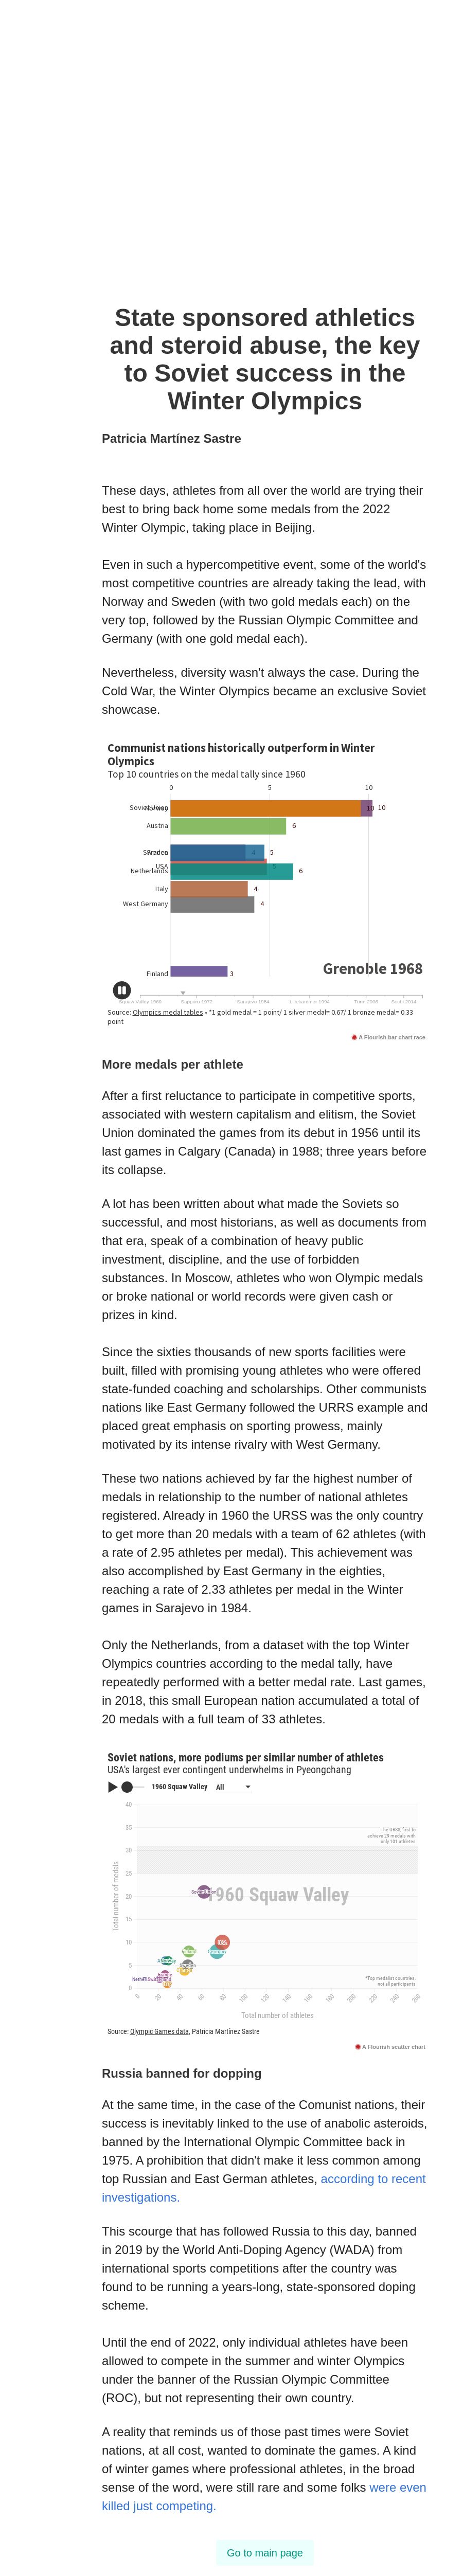 State sponsored athletics
and steroid abuse, the key
to Soviet success in the
Winter Olympics
Patricia Martínez Sastre
These days, athletes from all over the world are trying their
best to bring back home some medals from the 2022
Winter Olympic, taking place in Beijing.
Even in such a hypercompetitive event, some of the world's
most competitive countries are already taking the lead, with
Norway and Sweden (with two gold medals each) on the
very top, followed by the Russian Olympic Committee and
Germany (with one gold medal each).
Nevertheless, diversity wasn't always the case. During the
Cold War, the Winter Olympics became an exclusive Soviet
showcase.
Communist nations historically outperform in Winter
Olympics
Top 10 countries on the medal tally since 1960
0 5 10
10 10
Austria 6
5
USA
Netherlands 6
Italy 4
West Germany 4
Finland 3
Grenoble 1968
Squaw Valley 1960 Sapporo 1972 Sarajevo 1984 Lillehammer 1994 Turin 2006 Sochi 2014
Source: Olympics medal tables • *1 gold medal = 1 point/ 1 silver medal= 0.67/ 1 bronze medal= 0.33
point
A Flourish bar chart race
More medals per athlete
After a first reluctance to participate in competitive sports,
associated with western capitalism and elitism, the Soviet
Union dominated the games from its debut in 1956 until its
last games in Calgary (Canada) in 1988; three years before
its collapse.
A lot has been written about what made the Soviets so
successful, and most historians, as well as documents from
that era, speak of a combination of heavy public
investment, discipline, and the use of forbidden
substances. In Moscow, athletes who won Olympic medals
or broke national or world records were given cash or
prizes in kind.
Since the sixties thousands of new sports facilities were
built, filled with promising young athletes who were offered
state-funded coaching and scholarships. Other communists
nations like East Germany followed the URRS example and
placed great emphasis on sporting prowess, mainly
motivated by its intense rivalry with West Germany.
These two nations achieved by far the highest number of
medals in relationship to the number of national athletes
registered. Already in 1960 the URSS was the only country
to get more than 20 medals with a team of 62 athletes (with
a rate of 2.95 athletes per medal). This achievement was
also accomplished by East Germany in the eighties,
reaching a rate of 2.33 athletes per medal in the Winter
games in Sarajevo in 1984.
Only the Netherlands, from a dataset with the top Winter
Olympics countries according to the medal tally, have
repeatedly performed with a better medal rate. Last games,
in 2018, this small European nation accumulated a total of
20 medals with a full team of 33 athletes.
Soviet nations, more podiums per similar number of athletes
USA's largest ever contingent underwhelms in Pyeongchang
1960 Squaw Valley All
40
35
The URSS, first to
achieve 29 medals with
only 101 athletes
30
25
20
1960 Squaw Valley
15
10
5
0
*Top medalist countries,
not all participants
Total number of medals
0 20 40 60 80 100 120 140 160 180 200 220 240 260
Total number of athletes
Source: Olympic Games data, Patricia Martínez Sastre
A Flourish scatter chart
Russia banned for dopping
At the same time, in the case of the Comunist nations, their
success is inevitably linked to the use of anabolic asteroids,
banned by the International Olympic Committee back in
1975. A prohibition that didn't make it less common among
top Russian and East German athletes, according to recent
investigations.
This scourge that has followed Russia to this day, banned
in 2019 by the World Anti-Doping Agency (WADA) from
international sports competitions after the country was
found to be running a years-long, state-sponsored doping
scheme.
Until the end of 2022, only individual athletes have been
allowed to compete in the summer and winter Olympics
under the banner of the Russian Olympic Committee
(ROC), but not representing their own country.
A reality that reminds us of those past times were Soviet
nations, at all cost, wanted to dominate the games. A kind
of winter games where professional athletes, in the broad
sense of the word, were still rare and some folks were even
killed just competing.
Go to main page